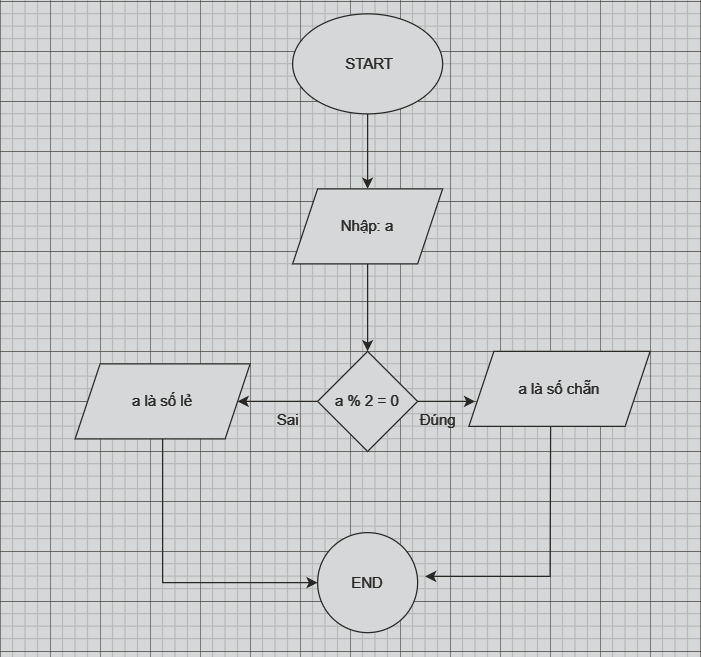 START
Nhập: a
a là số lẻ
a % 2 = 0
a là số chẵn
Sai
Đúng
END